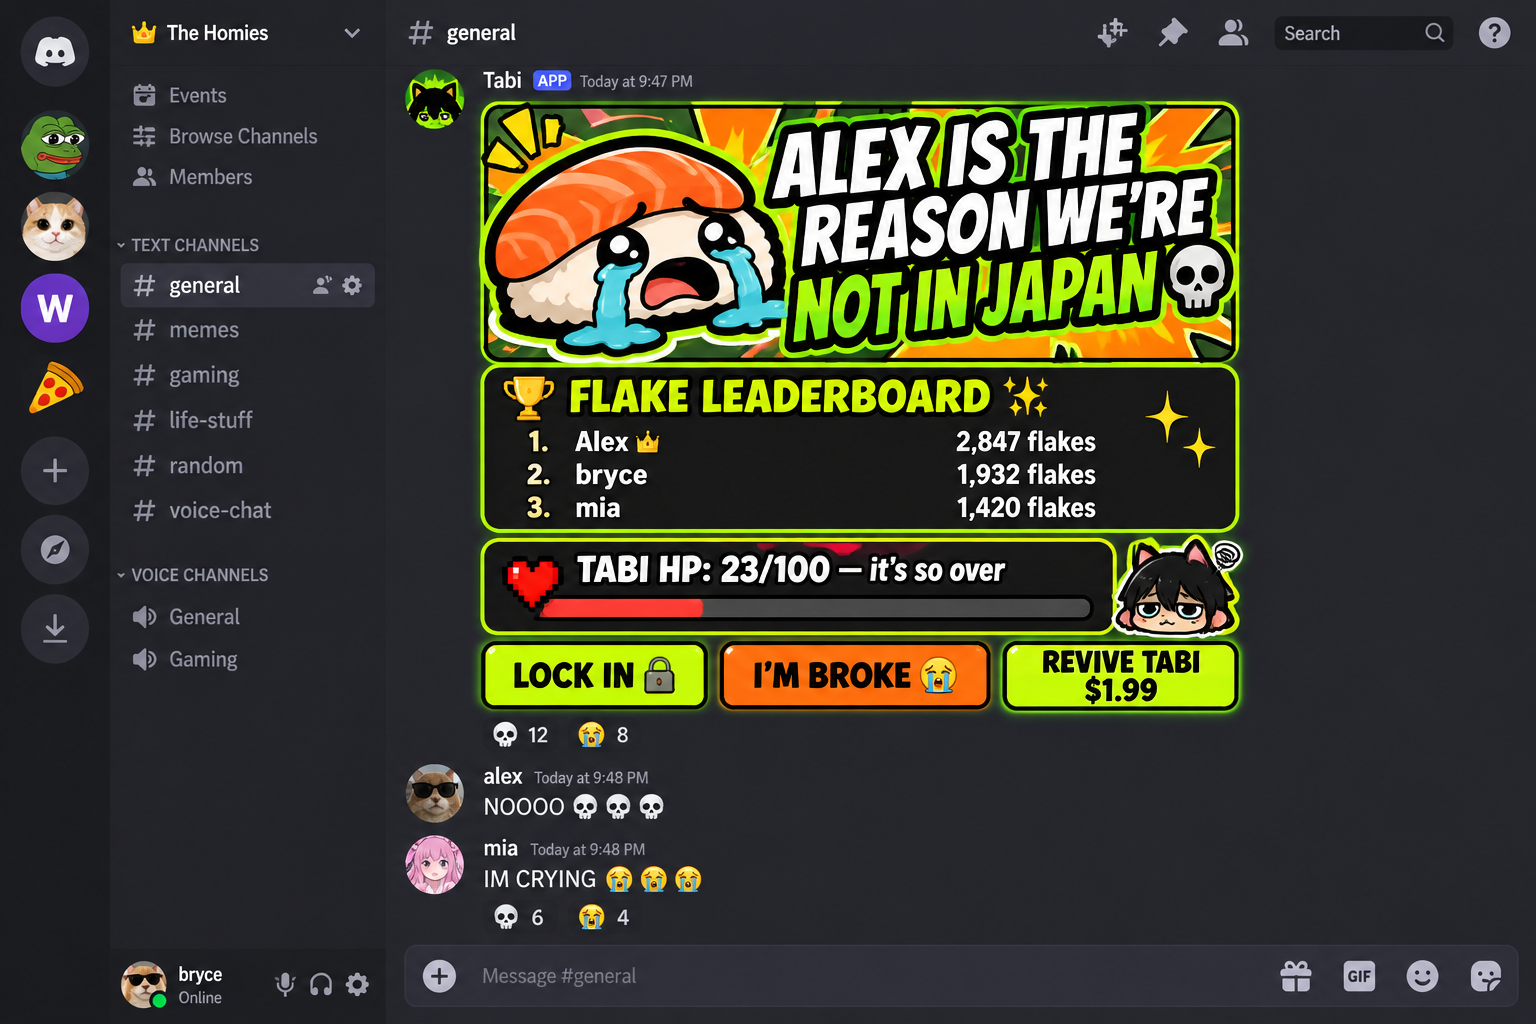 The Homies
Events
Browse Channels
Members
TEXT CHANNELS
# general
# memes
# gaming
# life-stuff
# random
# voice-chat
VOICE CHANNELS
General
Gaming
W
bryce
Online
# general
Search
?
Tabi APP Today at 9:47 PM
ALEX IS THE
REASON WE'RE
NOT IN JAPAN 💀
🏆 FLAKE LEADERBOARD ✨
1. Alex 👑 2,847 flakes
2. bryce 1,932 flakes
3. mia 1,420 flakes
TABI HP: 23/100 — it's so over
LOCK IN 🔒
I'M BROKE 😭
REVIVE TABI
$1.99
💀 12 😭 8
alex Today at 9:48 PM
NOOOO 💀 💀 💀
mia Today at 9:48 PM
IM CRYING 😭 😭 😭
💀 6 😭 4
Message #general
GIF